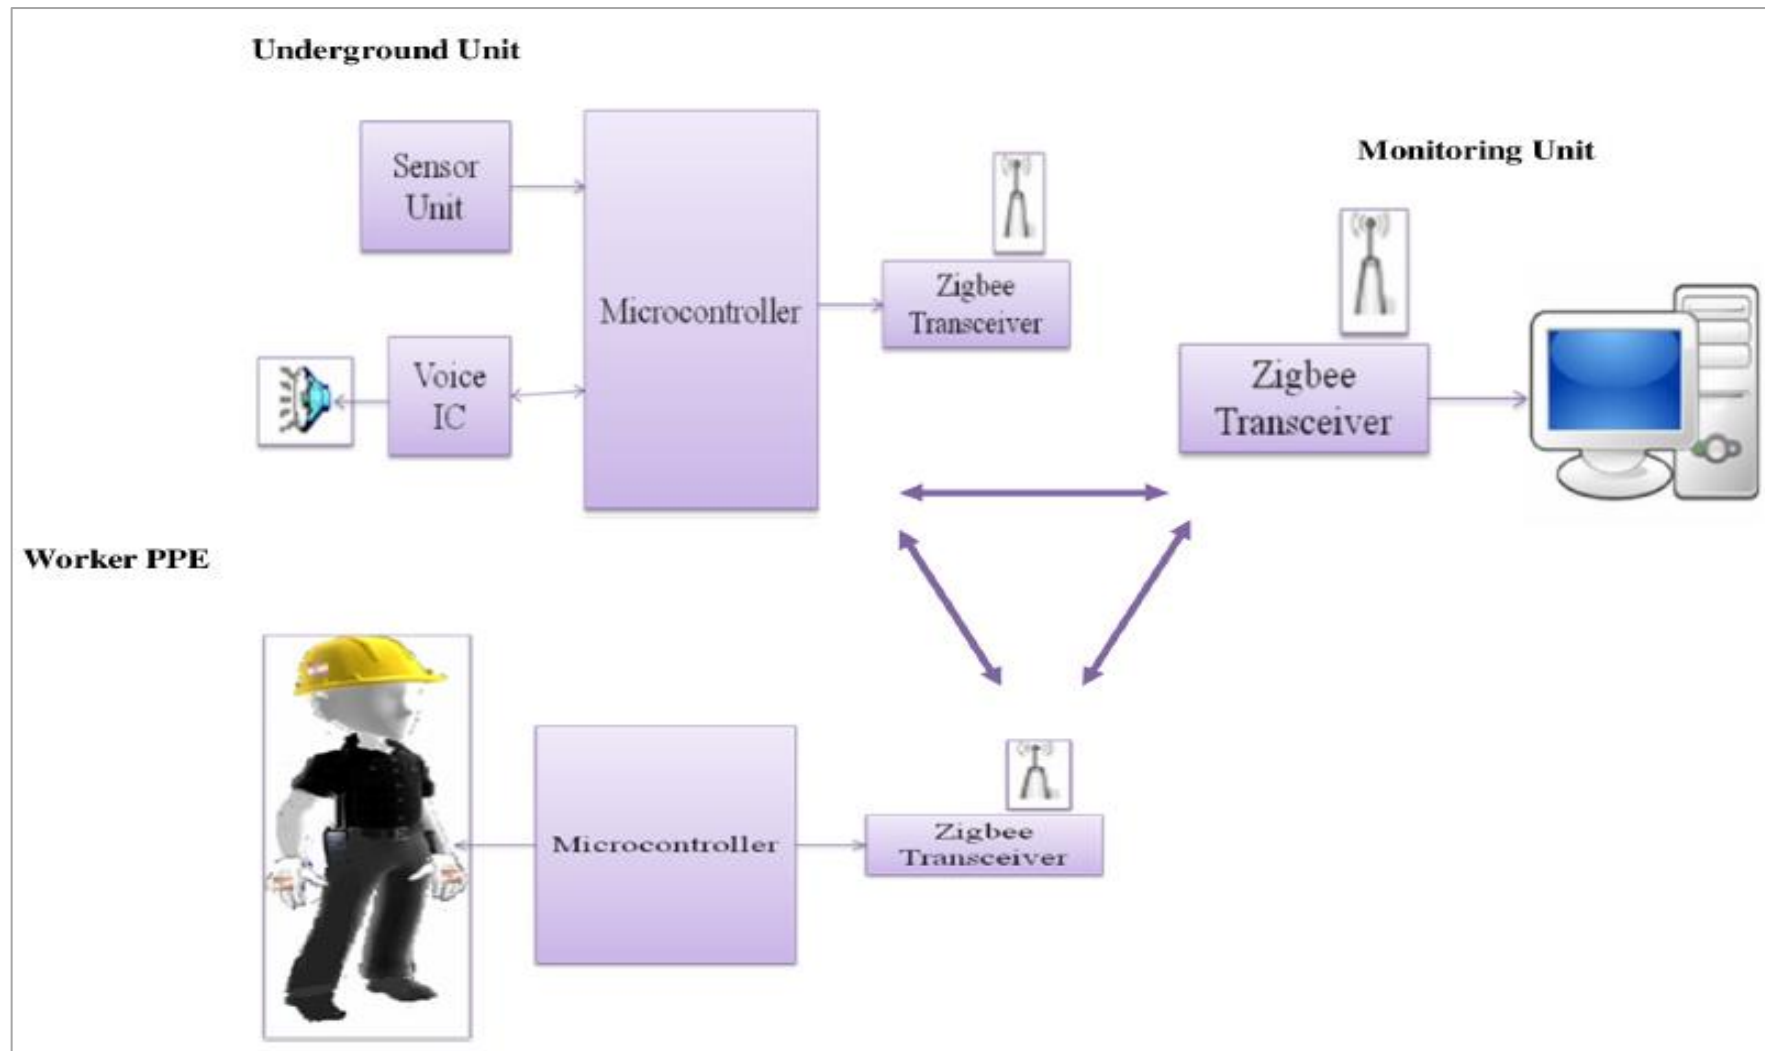 Underground Unit
Sensor
Unit
Microcontroller
Zigbee
Transceiver
Voice
IC
Monitoring Unit
Zigbee
Transceiver
Worker PPE
Microcontroller
Zigbee
Transceiver